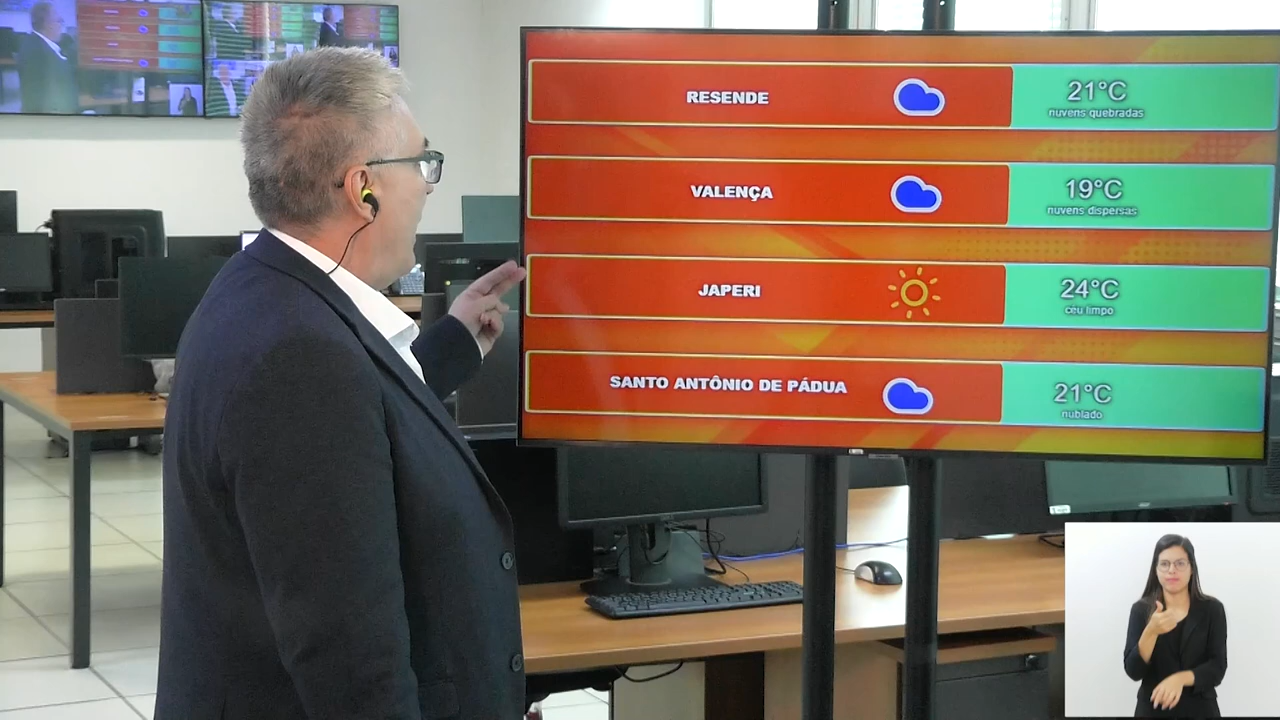 RESENDE
21°C
nuvens quebradas
VALENÇA
19°C
nuvens dispersas
JAPERI
24°C
céu limpo
SANTO ANTÔNIO DE PÁDUA
21°C
nublado